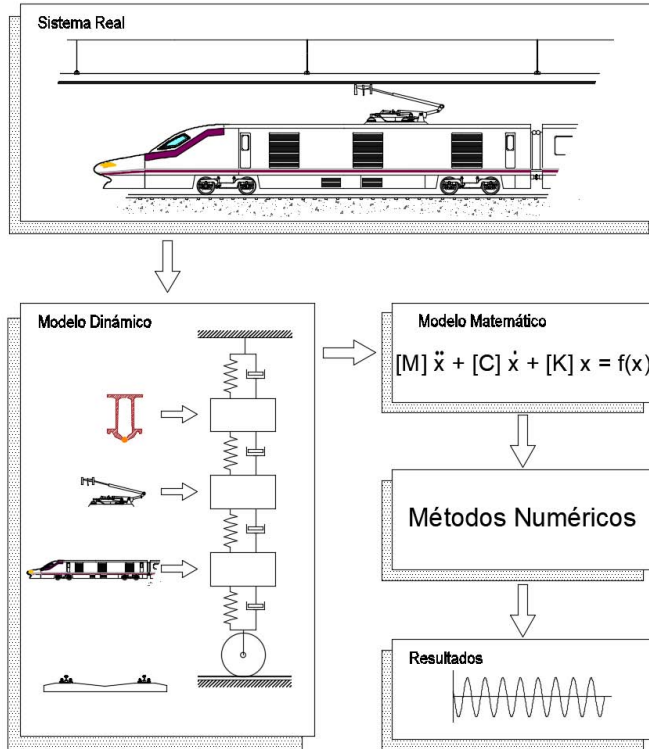 Sistema Real
Modelo Dinámico
Modelo Matemático
[M] ẍ + [C] ẋ + [K] x = f(x)
Métodos Numéricos
Resultados